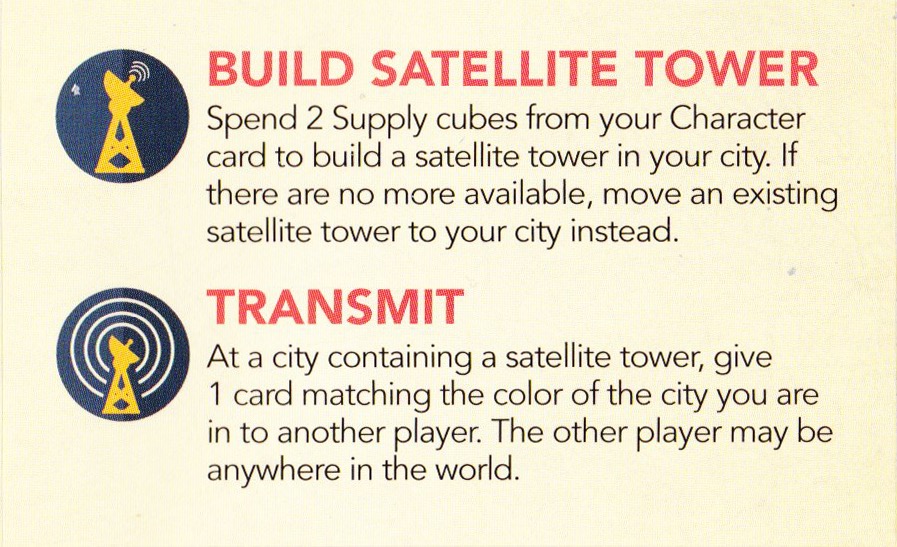 BUILD SATELLITE TOWER
Spend 2 Supply cubes from your Character
card to build a satellite tower in your city. If
there are no more available, move an existing
satellite tower to your city instead.
TRANSMIT
At a city containing a satellite tower, give
1 card matching the color of the city you are
in to another player. The other player may be
anywhere in the world.